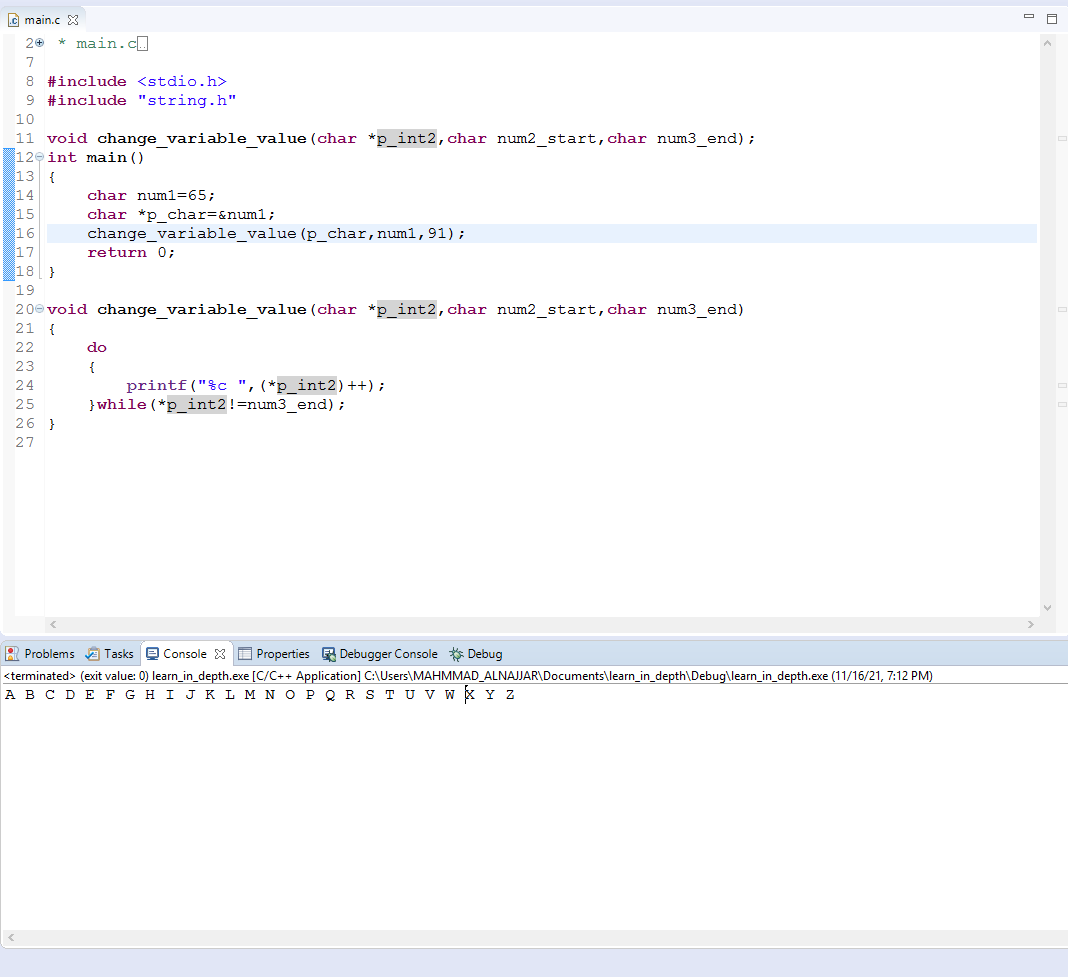 main.c
2 * main.c
7
8 #include <stdio.h>
9 #include "string.h"
10
11 void change_variable_value(char *p_int2,char num2_start,char num3_end);
12 int main()
13 {
14     char num1=65;
15     char *p_char=&num1;
16     change_variable_value(p_char,num1,91);
17     return 0;
18 }
19
20 void change_variable_value(char *p_int2,char num2_start,char num3_end)
21 {
22     do
23     {
24         printf("%c ",(*p_int2)++);
25     }while(*p_int2!=num3_end);
26 }
27
Problems Tasks Console Properties Debugger Console Debug
<terminated> (exit value: 0) learn_in_depth.exe [C/C++ Application] C:\Users\MAHMMAD_ALNAJJAR\Documents\learn_in_depth\Debug\learn_in_depth.exe (11/16/21, 7:12 PM)
A B C D E F G H I J K L M N O P Q R S T U V W X Y Z